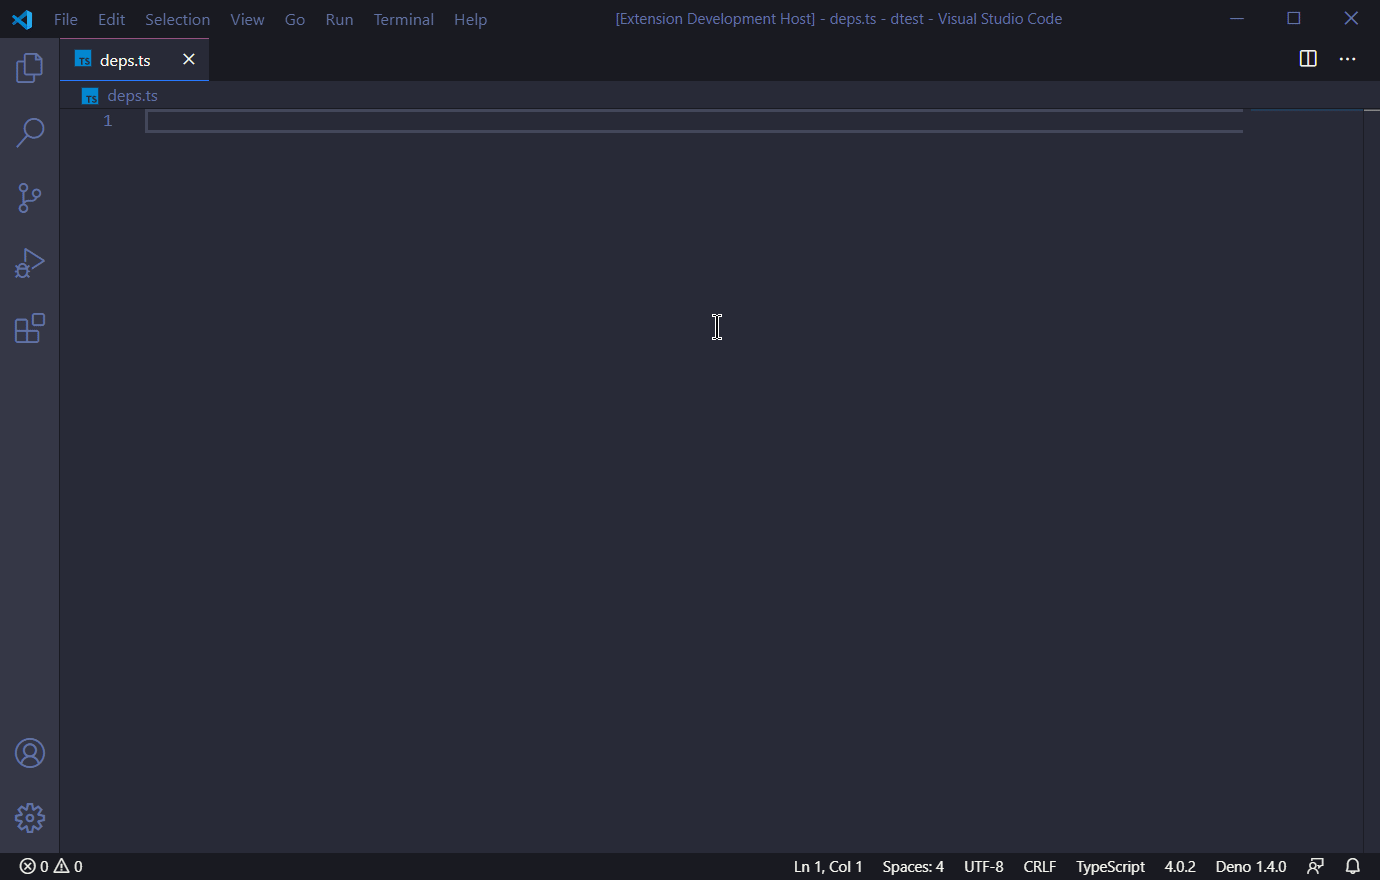 File Edit Selection View Go Run Terminal Help [Extension Development Host] - deps.ts - dtest - Visual Studio Code
TS deps.ts
TS deps.ts
1
0 0 Ln 1, Col 1 Spaces: 4 UTF-8 CRLF TypeScript 4.0.2 Deno 1.4.0